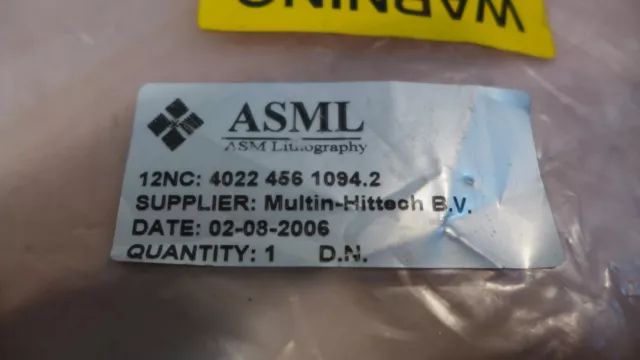 WARNING
ASML
ASM Lithography
12NC: 4022 456 1094.2
SUPPLIER: Multin-Hittech B.V.
DATE: 02-08-2006
QUANTITY: 1 D.N.